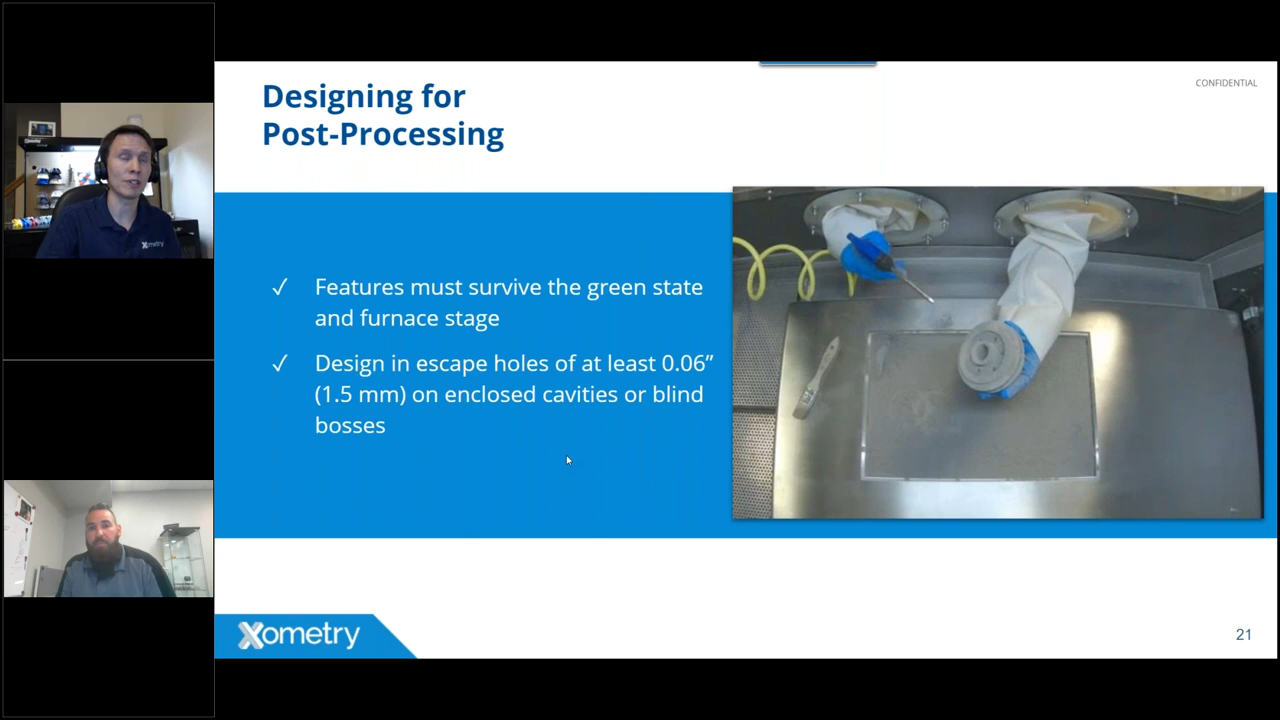 Designing for
Post-Processing
CONFIDENTIAL
✓ Features must survive the green state
and furnace stage
✓ Design in escape holes of at least 0.06”
(1.5 mm) on enclosed cavities or blind
bosses
Xometry
21
Xometry